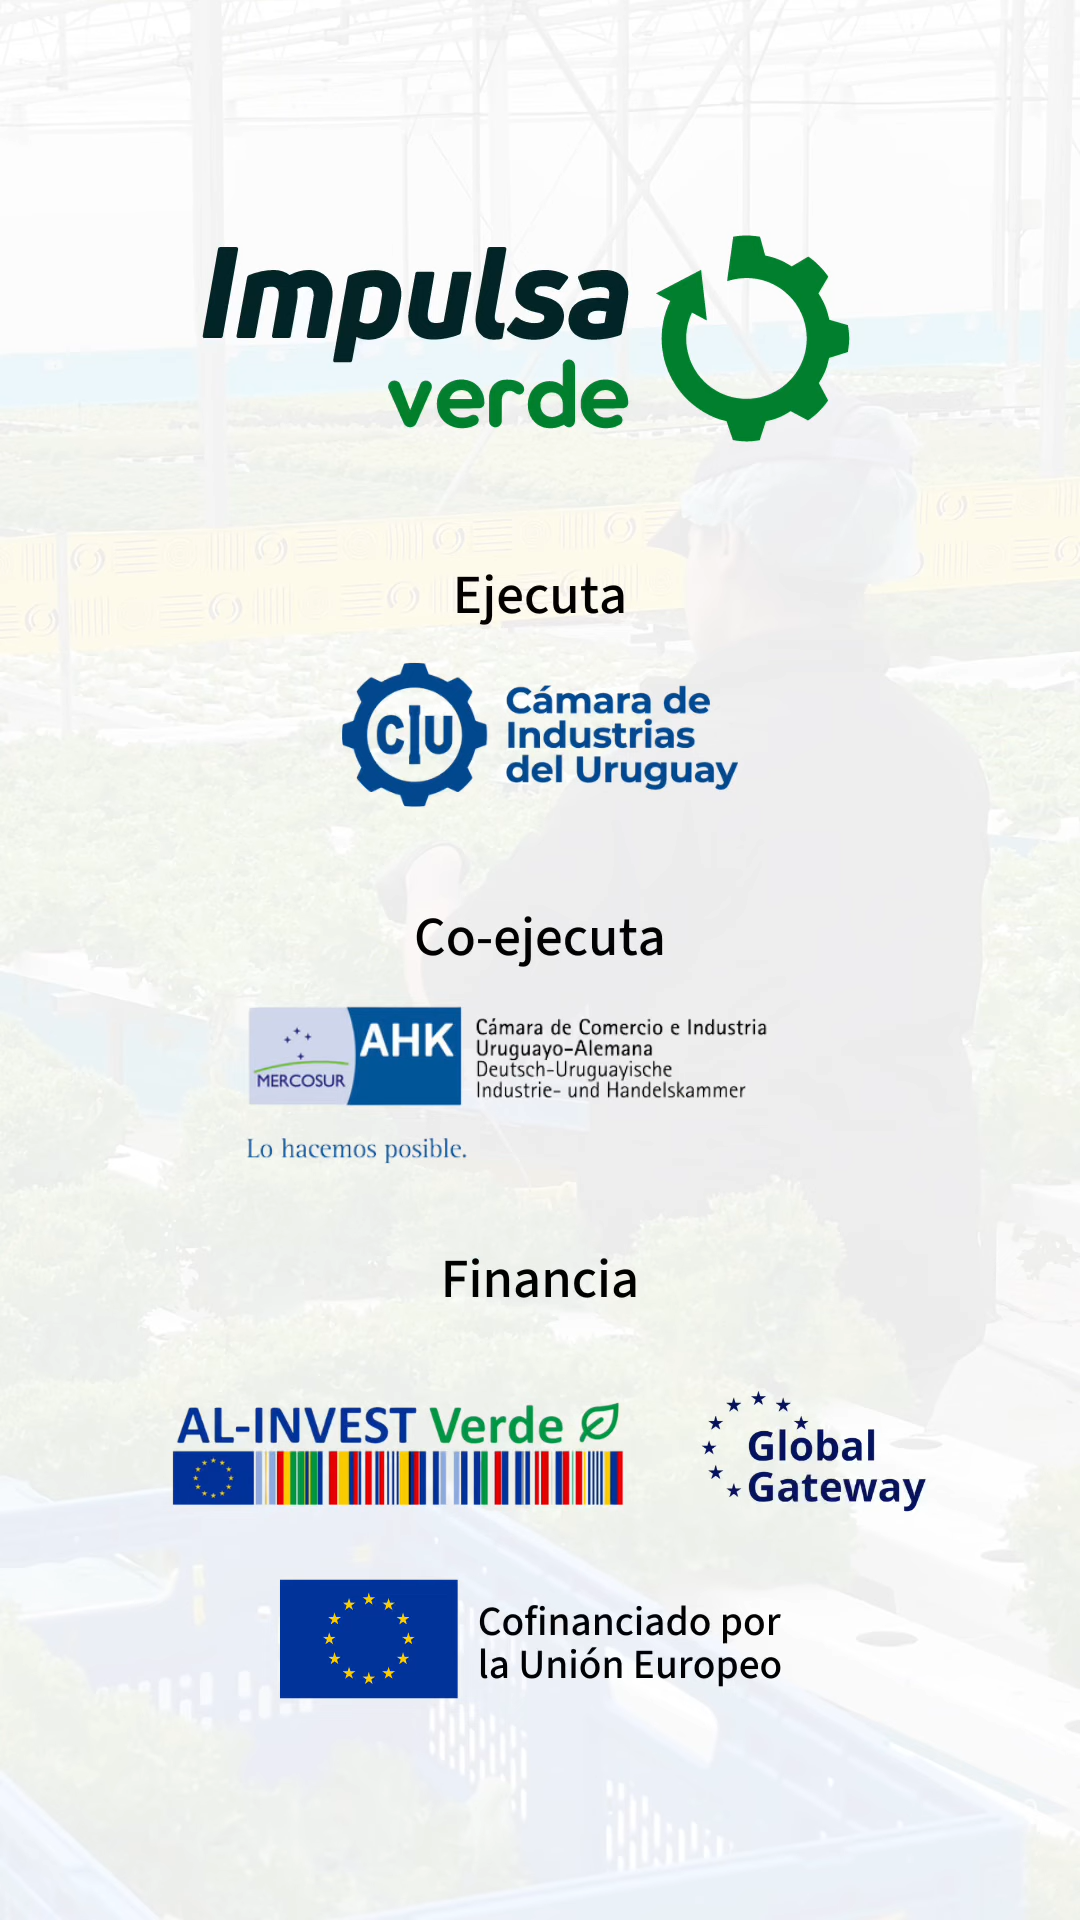 Impulsa
verde
Ejecuta
CIU
Cámara de
Industrias
del Uruguay
Co-ejecuta
MERCOSUR
AHK
Cámara de Comercio e Industria
Uruguayo-Alemana
Deutsch-Uruguayische
Industrie- und Handelskammer
Lo hacemos posible.
Financia
AL-INVEST Verde
Global
Gateway
Cofinanciado por
la Unión Europeo